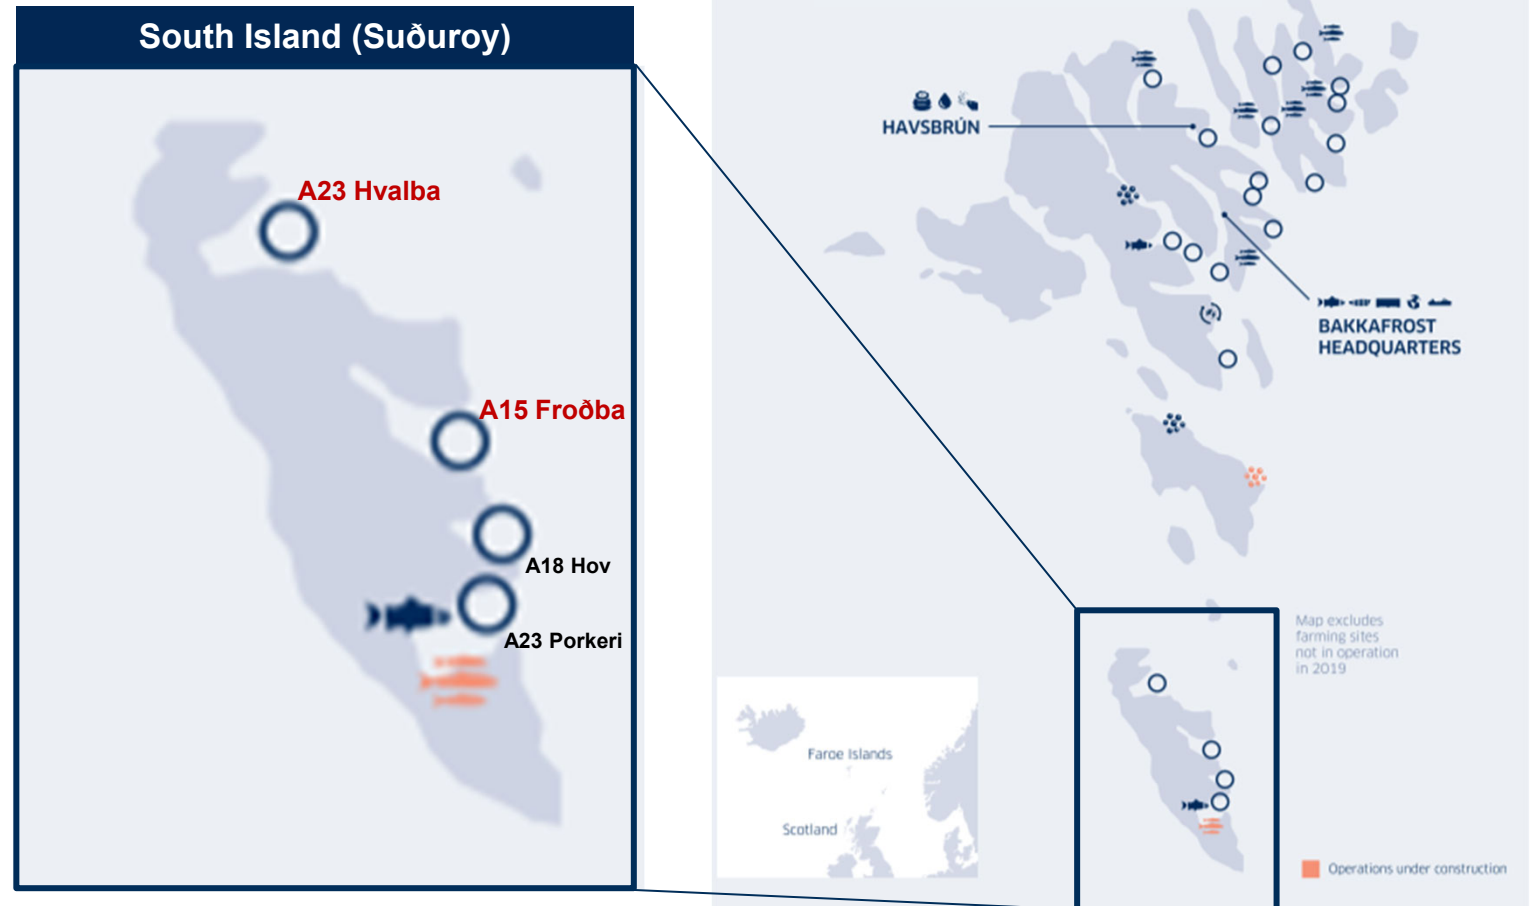 South Island (Suðuroy)
A23 Hvalba
A15 Froðba
A18 Hov
A23 Porkeri
HAVSBRÚN
BAKKAFROST
HEADQUARTERS
Map excludes
farming sites
not in operation
in 2019
Faroe Islands
Scotland
Operations under construction